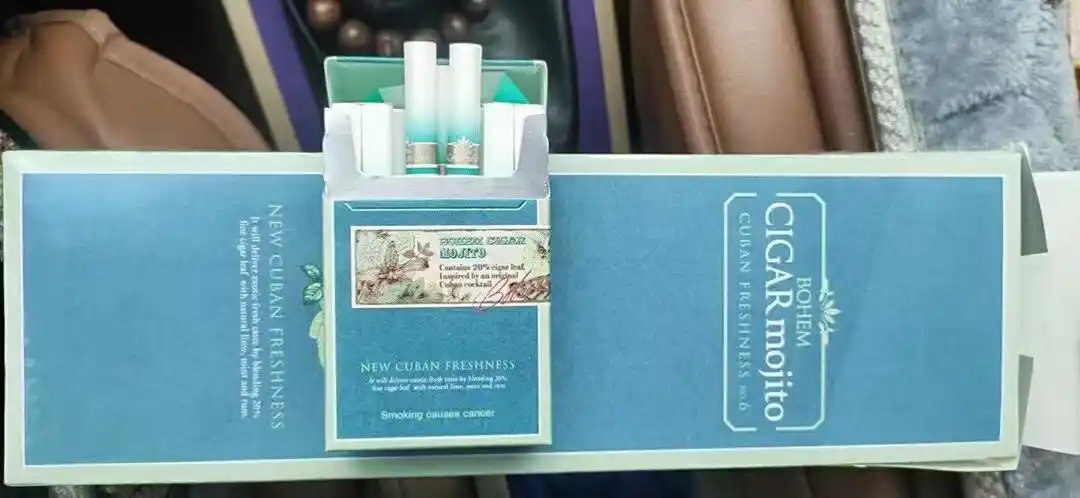 NEW CUBAN FRESHNESS
It will deliver exotic fresh taste by blending 20%
fine cigar leaf with natural lime, mint and rum.
BOHEM CIGAR
MOJITO
Contains 20% cigar leaf.
Inspired by an original
Cuban cocktail
NEW CUBAN FRESHNESS
It will deliver exotic fresh taste by blending 20%
fine cigar leaf with natural lime, mint and rum
Smoking causes cancer
BOHEM
CIGAR mojito
CUBAN FRESHNESS no.6